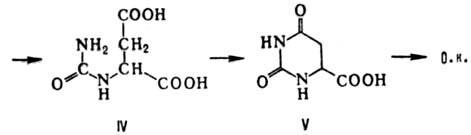 COOH
NH₂ CH₂
C CH
O N COOH
H
IV
O
HN
O N COOH
H
V
О.К.